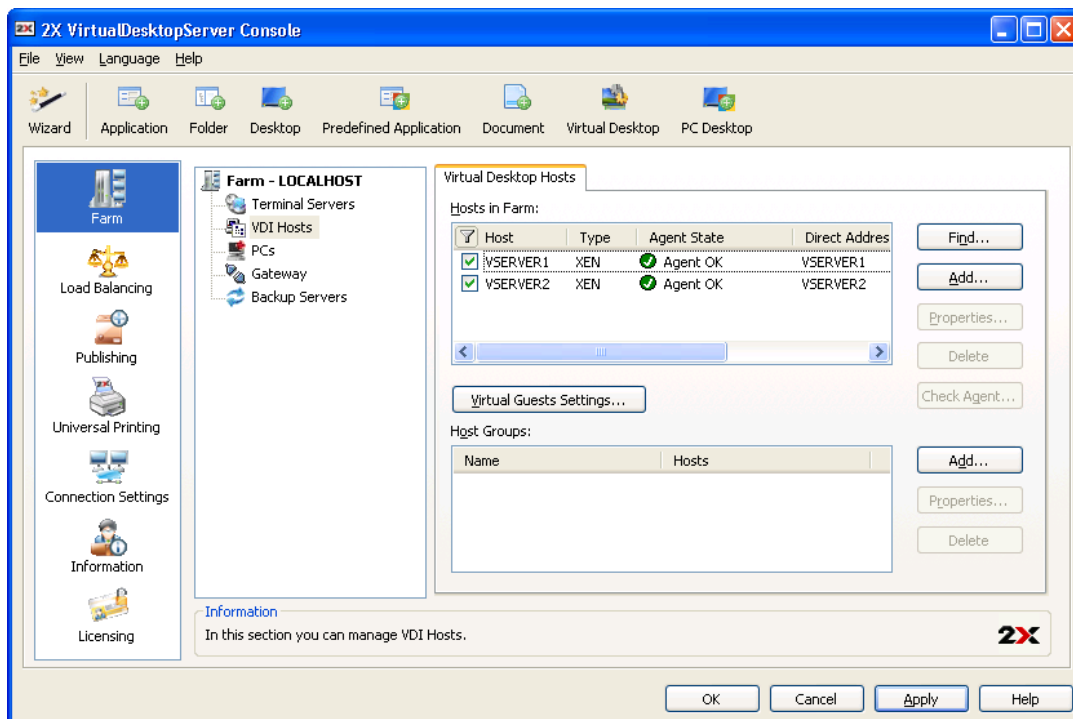 2X VirtualDesktopServer Console
File View Language Help
Wizard Application Folder Desktop Predefined Application Document Virtual Desktop PC Desktop
Farm
Load Balancing
Publishing
Universal Printing
Connection Settings
Information
Licensing
Farm - LOCALHOST
Terminal Servers
VDI Hosts
PCs
Gateway
Backup Servers
Virtual Desktop Hosts
Hosts in Farm:
Host Type Agent State Direct Addres
VSERVER1 XEN Agent OK VSERVER1
VSERVER2 XEN Agent OK VSERVER2
Find...
Add...
Properties...
Delete
Check Agent...
Virtual Guests Settings...
Host Groups:
Name Hosts
Add...
Properties...
Delete
Information
In this section you can manage VDI Hosts.
2X
OK Cancel Apply Help